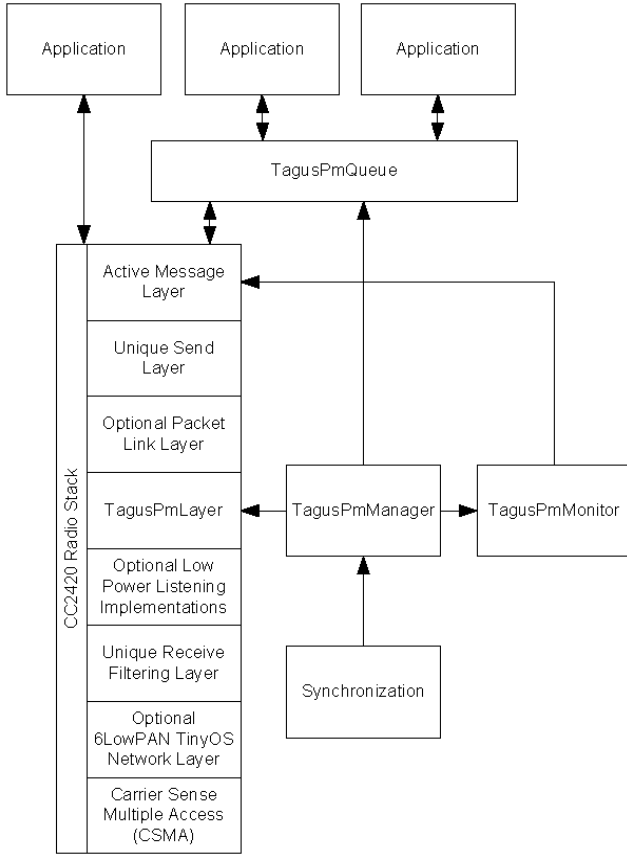 Application
Application
Application
TagusPmQueue
CC2420 Radio Stack
Active Message
Layer
Unique Send
Layer
Optional Packet
Link Layer
TagusPmLayer
TagusPmManager
TagusPmMonitor
Optional Low
Power Listening
Implementations
Unique Receive
Filtering Layer
Synchronization
Optional
6LowPAN TinyOS
Network Layer
Carrier Sense
Multiple Access
(CSMA)